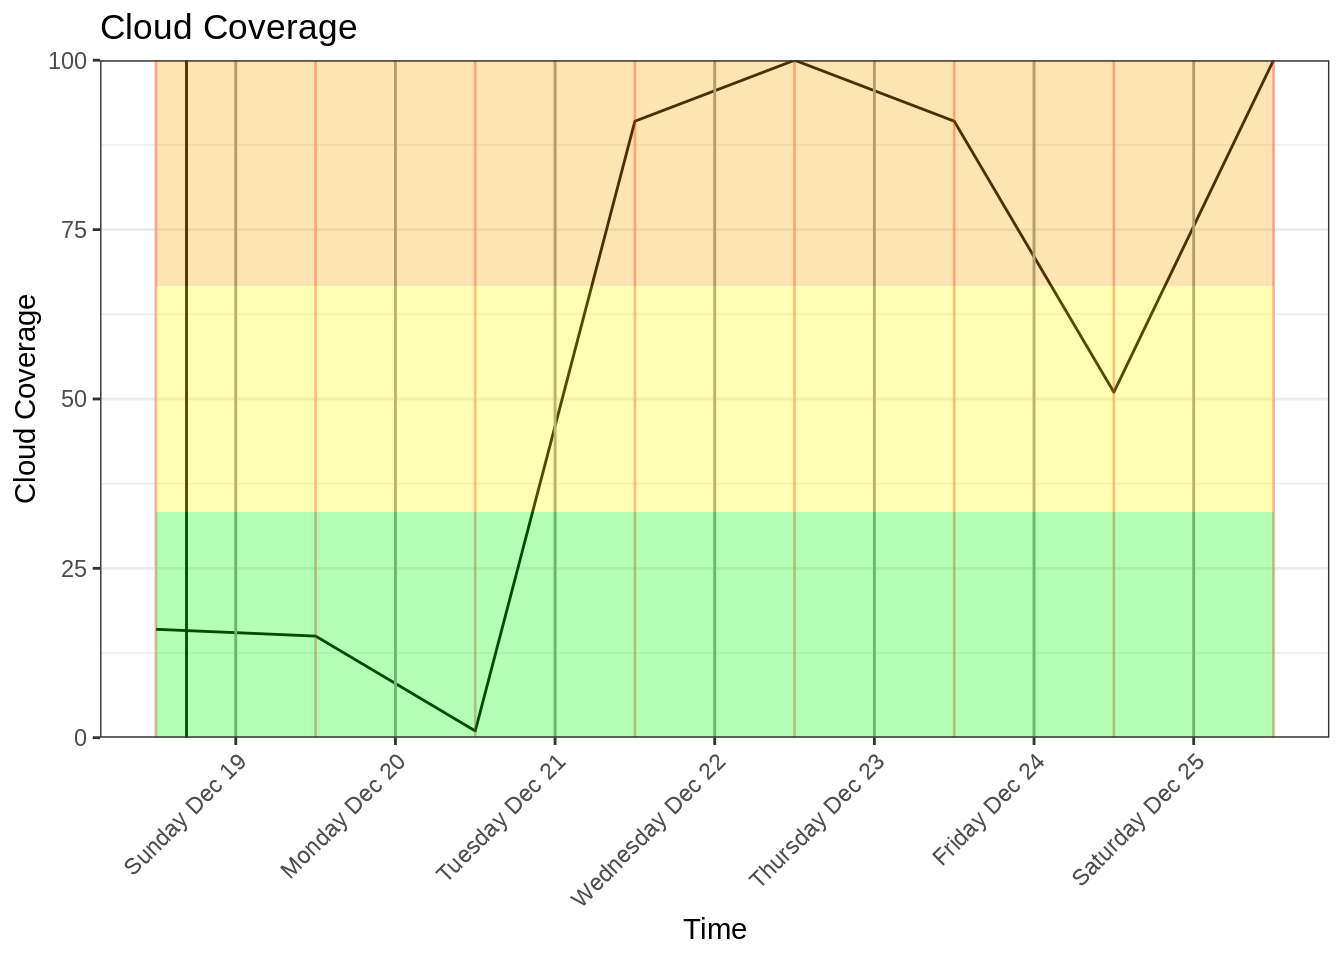 Cloud Coverage
100
75
50
25
0
Cloud Coverage
Sunday Dec 19
Monday Dec 20
Tuesday Dec 21
Wednesday Dec 22
Thursday Dec 23
Friday Dec 24
Saturday Dec 25
Time